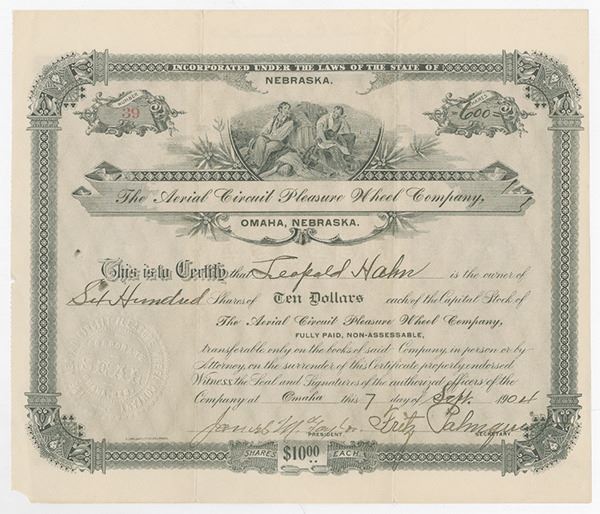 INCORPORATED UNDER THE LAWS OF THE STATE OF
NEBRASKA.
NUMBER
39
SHARES
600
The Aerial Circuit Pleasure Wheel Company,
OMAHA, NEBRASKA.
This is to Certify that Leopold Hahn is the owner of
Six Hundred Shares of Ten Dollars each of the Capital Stock of
The Aerial Circuit Pleasure Wheel Company,
FULLY PAID, NON-ASSESSABLE,
transferable only on the books of said Company, in person or by
Attorney, on the surrender of this Certificate properly endorsed
Witness, the Seal and Signatures of the authorized officers of the
Company at Omaha this 7 day of Sept. 1904
James Fritz
PRESIDENT. SECRETARY
SHARES $10.00 EACH